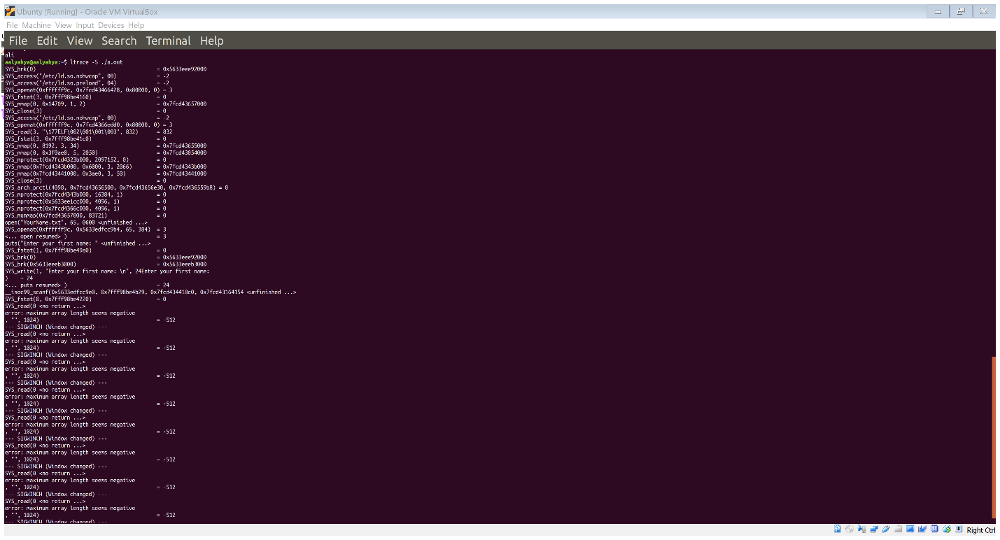 Ubunty [Running] - Oracle VM VirtualBox
File Machine View Input Devices Help
File Edit View Search Terminal Help
ali
aalyahya@aalyahya:~$ ltrace -S ./a.out
SYS_brk(0) = 0x5633eee92000
SYS_access("/etc/ld.so.nohwcap", 00) = -2
SYS_access("/etc/ld.so.preload", 04) = -2
SYS_openat(0xffffff9c, 0x7fcd43466428, 0x80000, 0) = 3
SYS_fstat(3, 0x7fff98be4160) = 0
SYS_mmap(0, 0x14709, 1, 2) = 0x7fcd43657000
SYS_close(3) = 0
SYS_access("/etc/ld.so.nohwcap", 00) = -2
SYS_openat(0xffffff9c, 0x7fcd4366edd0, 0x80000, 0) = 3
SYS_read(3, "\177ELF\002\001\001\003", 832) = 832
SYS_fstat(3, 0x7fff98be41c0) = 0
SYS_mmap(0, 8192, 3, 34) = 0x7fcd43655000
SYS_mmap(0, 0x3f0ae0, 5, 2050) = 0x7fcd43054000
SYS_mprotect(0x7fcd4323b000, 2097152, 0) = 0
SYS_mmap(0x7fcd4343b000, 0x6000, 3, 2066) = 0x7fcd4343b000
SYS_mmap(0x7fcd43441000, 0x3ae0, 3, 50) = 0x7fcd43441000
SYS_close(3) = 0
SYS_arch_prctl(4098, 0x7fcd43656500, 0x7fcd43656e30, 0x7fcd436559b8) = 0
SYS_mprotect(0x7fcd4343b000, 16384, 1) = 0
SYS_mprotect(0x5633ee1cc000, 4096, 1) = 0
SYS_mprotect(0x7fcd4366c000, 4096, 1) = 0
SYS_munmap(0x7fcd43657000, 83721) = 0
open("YourName.txt", 65, 0600 <unfinished ...>
SYS_openat(0xffffff9c, 0x5633edfcc9b4, 65, 384) = 3
<... open resumed> ) = 3
puts("Enter your first name: " <unfinished ...>
SYS_fstat(1, 0x7fff98be49a0) = 0
SYS_brk(0) = 0x5633eee92000
SYS_brk(0x5633eeeb3000) = 0x5633eeeb3000
SYS_write(1, "Enter your first name: \n", 24Enter your first name:
) = 24
<... puts resumed> ) = 24
__isoc99_scanf(0x5633edfcc9e0, 0x7fff98be4b29, 0x7fcd434418c0, 0x7fcd43164154 <unfinished ...>
SYS_fstat(0, 0x7fff98be4220) = 0
SYS_read(0 <no return ...>
error: maximum array length seems negative
, "", 1024) = -512
--- SIGWINCH (Window changed) ---
SYS_read(0 <no return ...>
error: maximum array length seems negative
, "", 1024) = -512
--- SIGWINCH (Window changed) ---
SYS_read(0 <no return ...>
error: maximum array length seems negative
, "", 1024) = -512
--- SIGWINCH (Window changed) ---
SYS_read(0 <no return ...>
error: maximum array length seems negative
, "", 1024) = -512
--- SIGWINCH (Window changed) ---
SYS_read(0 <no return ...>
error: maximum array length seems negative
, "", 1024) = -512
--- SIGWINCH (Window changed) ---
SYS_read(0 <no return ...>
error: maximum array length seems negative
, "", 1024) = -512
--- SIGWINCH (Window changed) ---
SYS_read(0 <no return ...>
error: maximum array length seems negative
, "", 1024) = -512
--- SIGWINCH (Window changed) ---
SYS_read(0 <no return ...>
error: maximum array length seems negative
, "", 1024) = -512
--- SIGWINCH (Window changed) ---
Right Ctrl